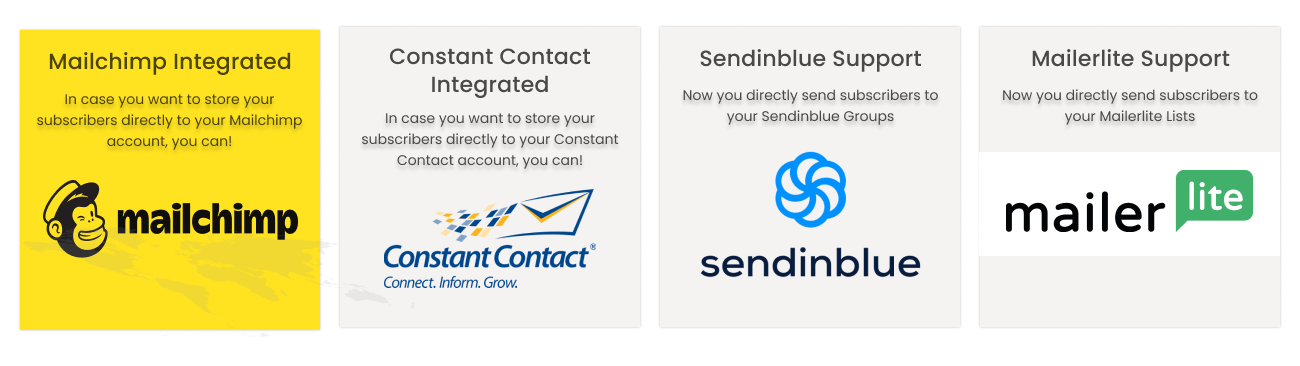 Mailchimp Integrated
In case you want to store your
subscribers directly to your Mailchimp
account, you can!
mailchimp
Constant Contact
Integrated
In case you want to store your
subscribers directly to your Constant
Contact account, you can!
Constant Contact®
Connect. Inform. Grow.
Sendinblue Support
Now you directly send subscribers to
your Sendinblue Groups
sendinblue
Mailerlite Support
Now you directly send subscribers to
your Mailerlite Lists
mailer lite